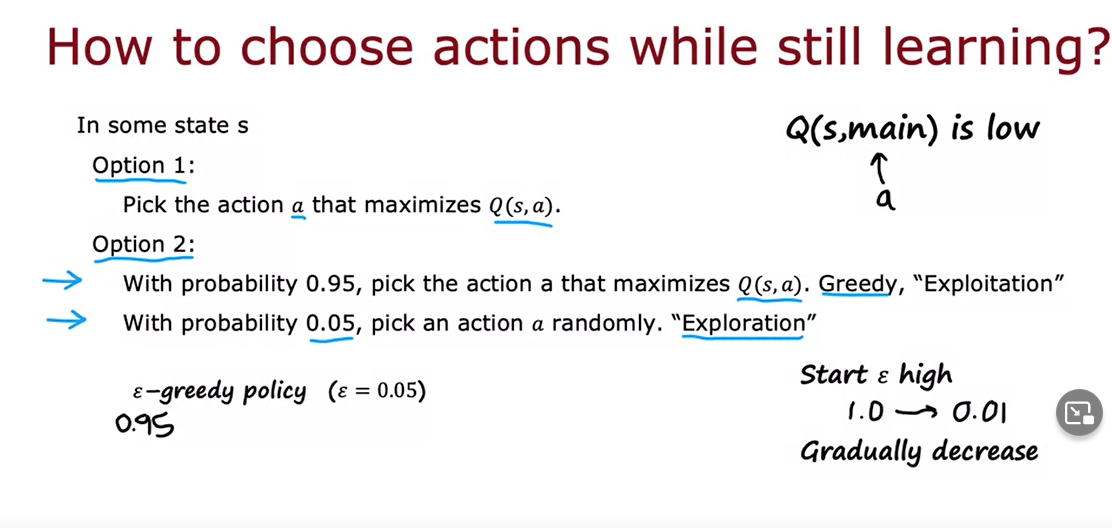 How to choose actions while still learning?
In some state s
Option 1:
Pick the action a that maximizes Q(s, a).
Option 2:
With probability 0.95, pick the action a that maximizes Q(s, a). Greedy, “Exploitation”
With probability 0.05, pick an action a randomly. “Exploration”
ε-greedy policy (ε = 0.05)
0.95
Q(s,main) is low
↑
a
Start ε high
1.0 → 0.01
Gradually decrease